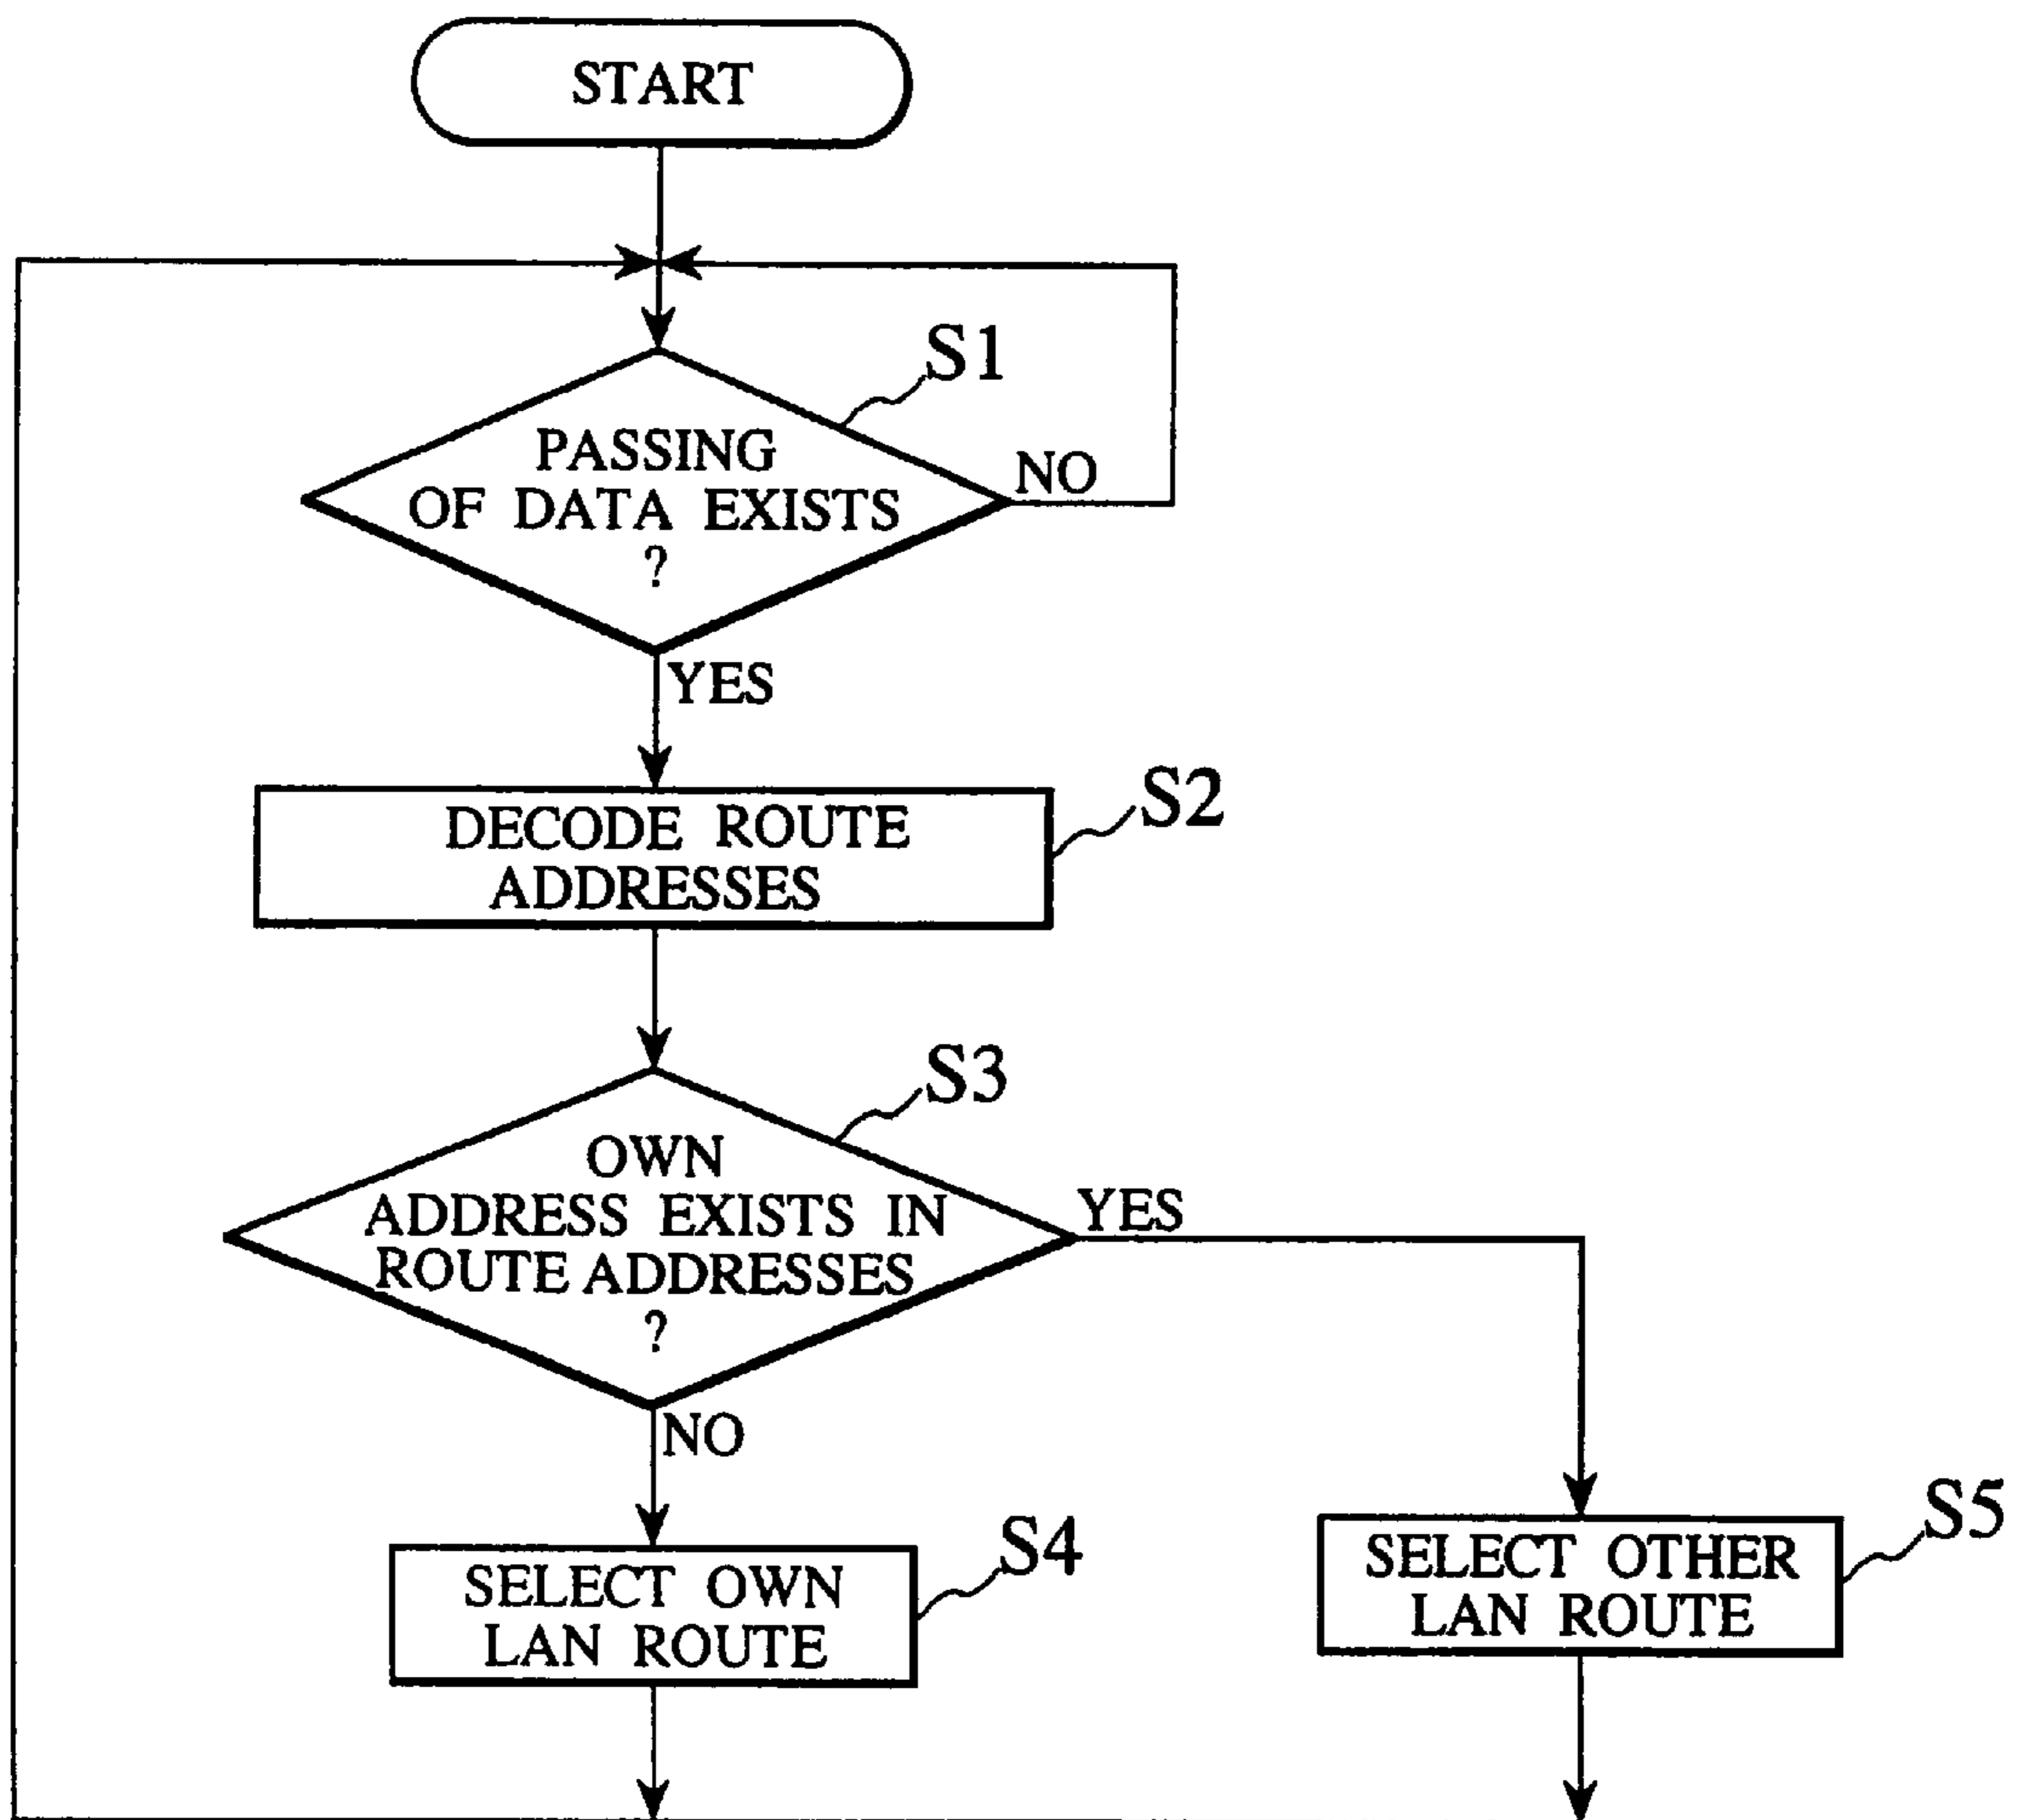 START
S1
PASSING
OF DATA EXISTS
?
NO
YES
DECODE ROUTE
ADDRESSES
S2
S3
OWN
ADDRESS EXISTS IN
ROUTE ADDRESSES
?
YES
NO
SELECT OWN
LAN ROUTE
S4
SELECT OTHER
LAN ROUTE
S5